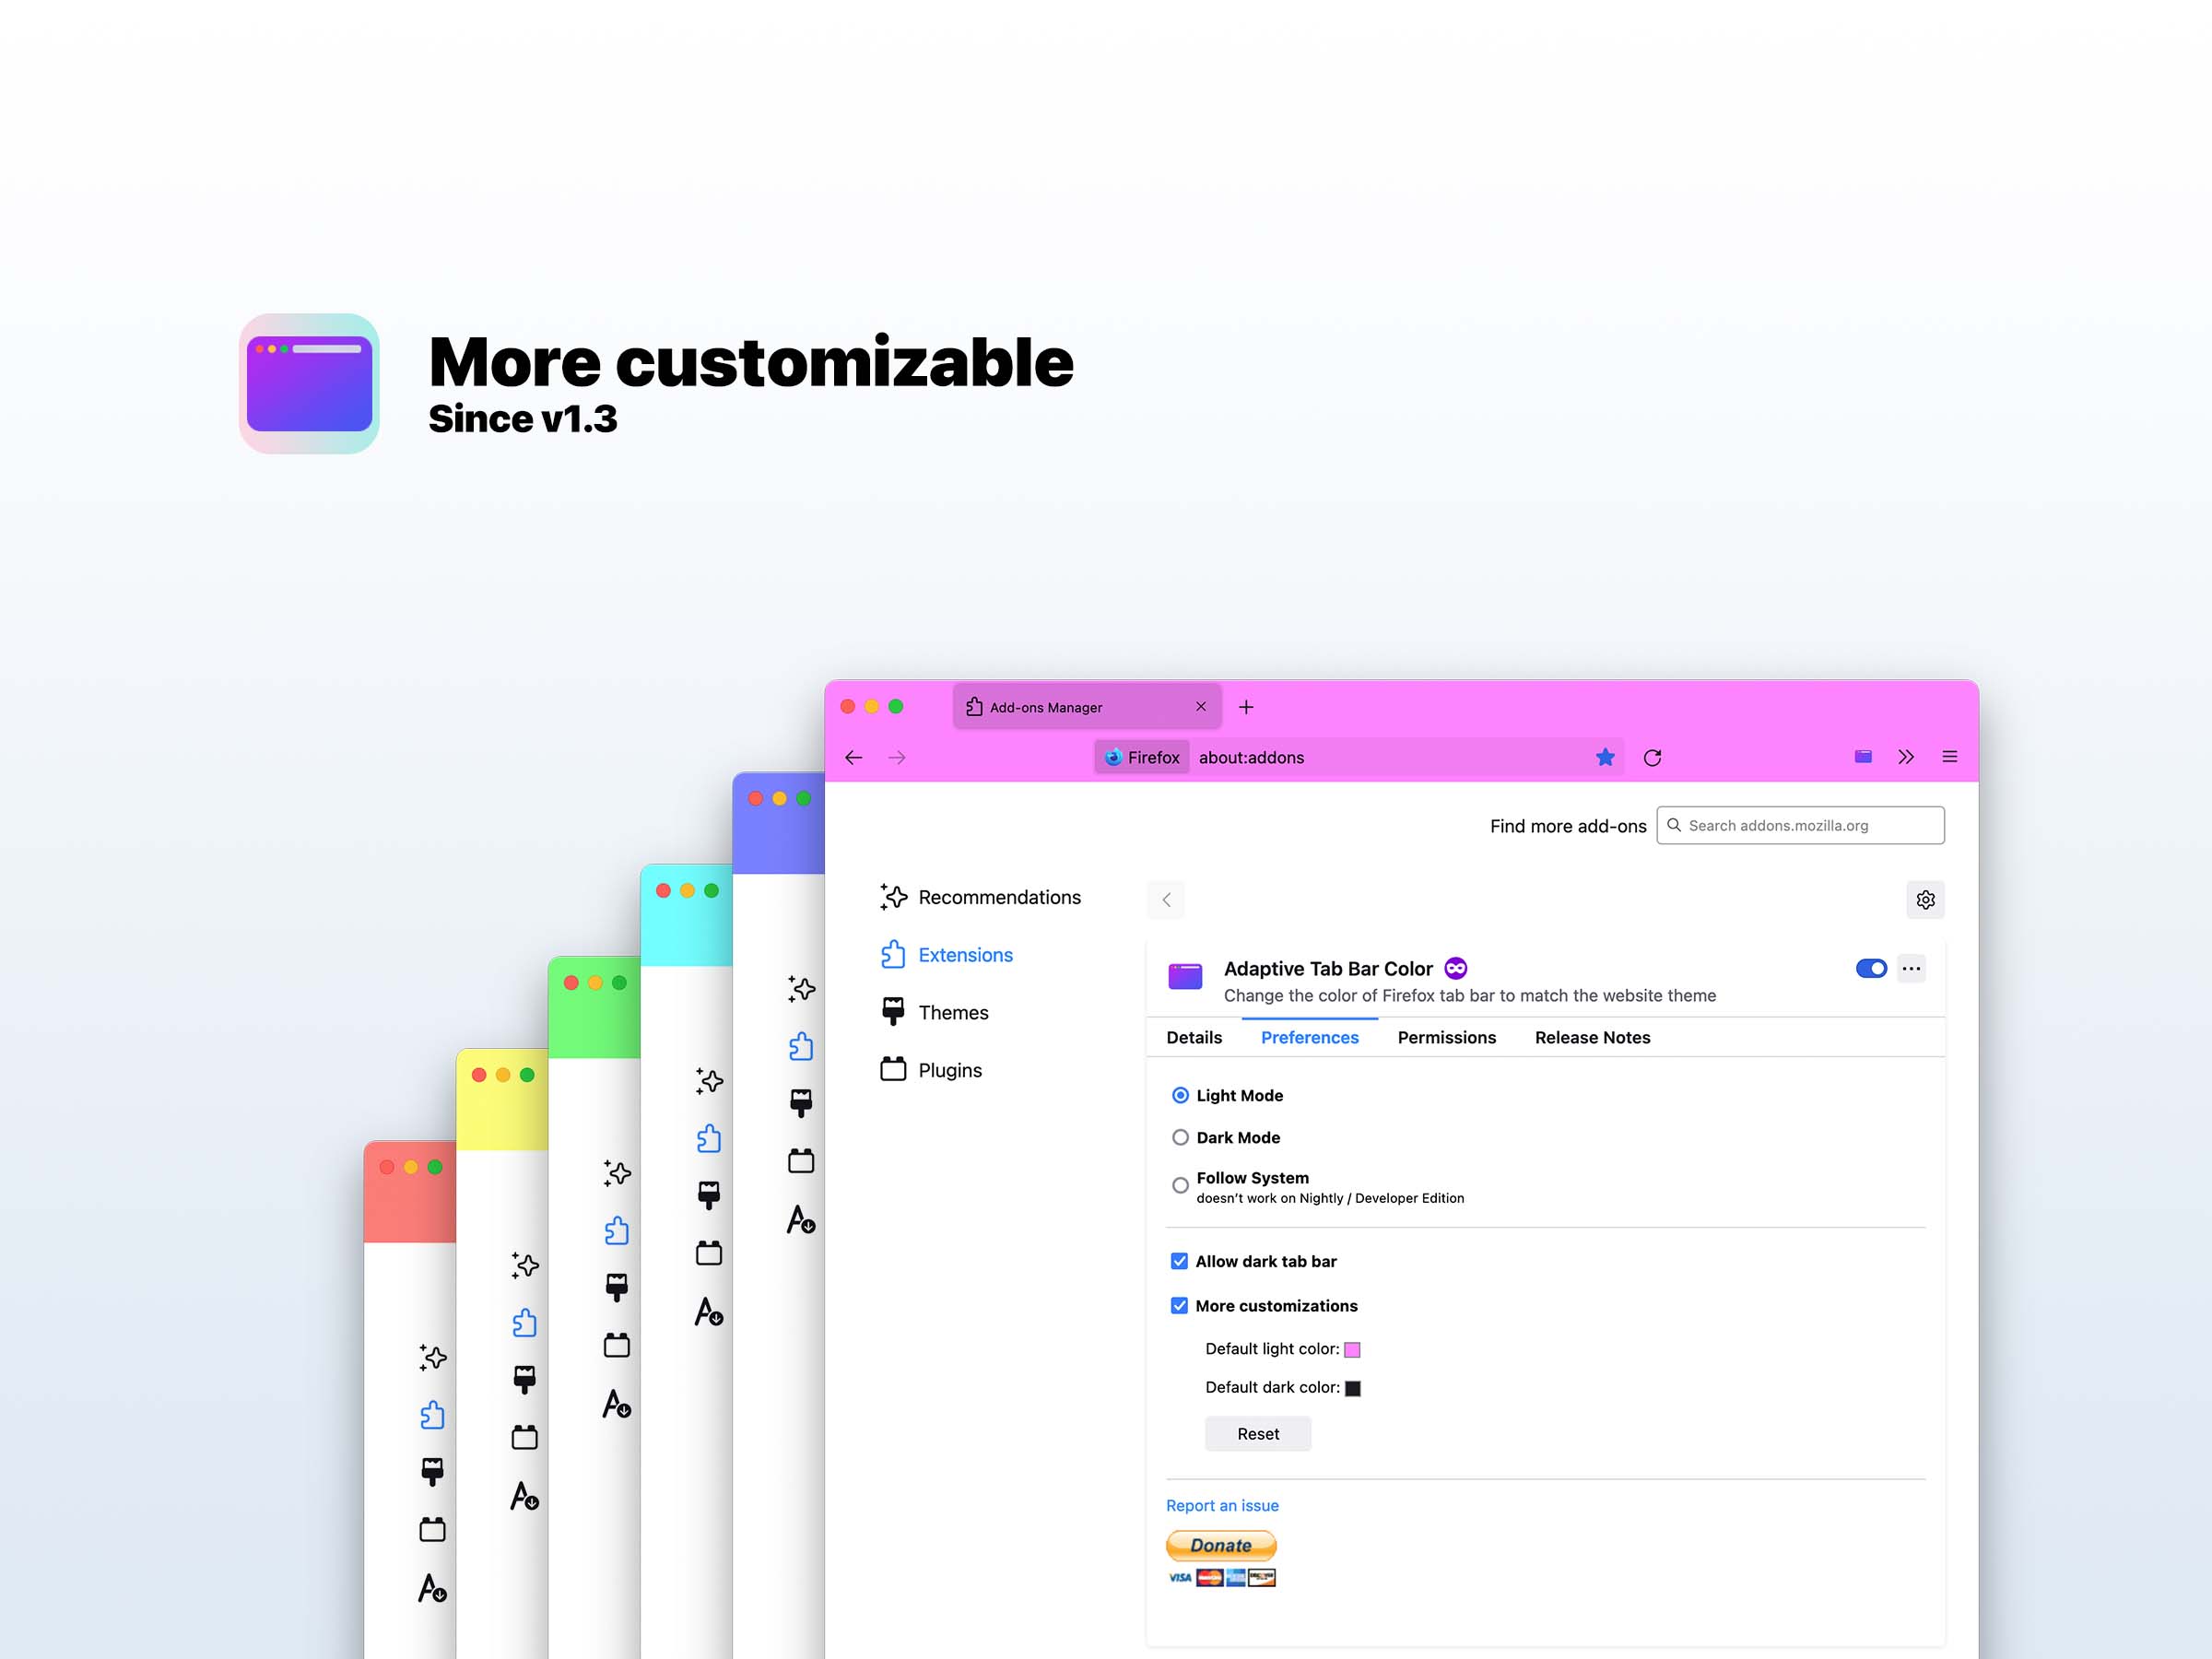 More customizable
Since v1.3
Add-ons Manager
Firefox about:addons
Find more add-ons Search addons.mozilla.org
Recommendations
Extensions
Themes
Plugins
Adaptive Tab Bar Color
Change the color of Firefox tab bar to match the website theme
Details Preferences Permissions Release Notes
Light Mode
Dark Mode
Follow System
doesn't work on Nightly / Developer Edition
Allow dark tab bar
More customizations
Default light color:
Default dark color:
Reset
Report an issue
Donate
VISA